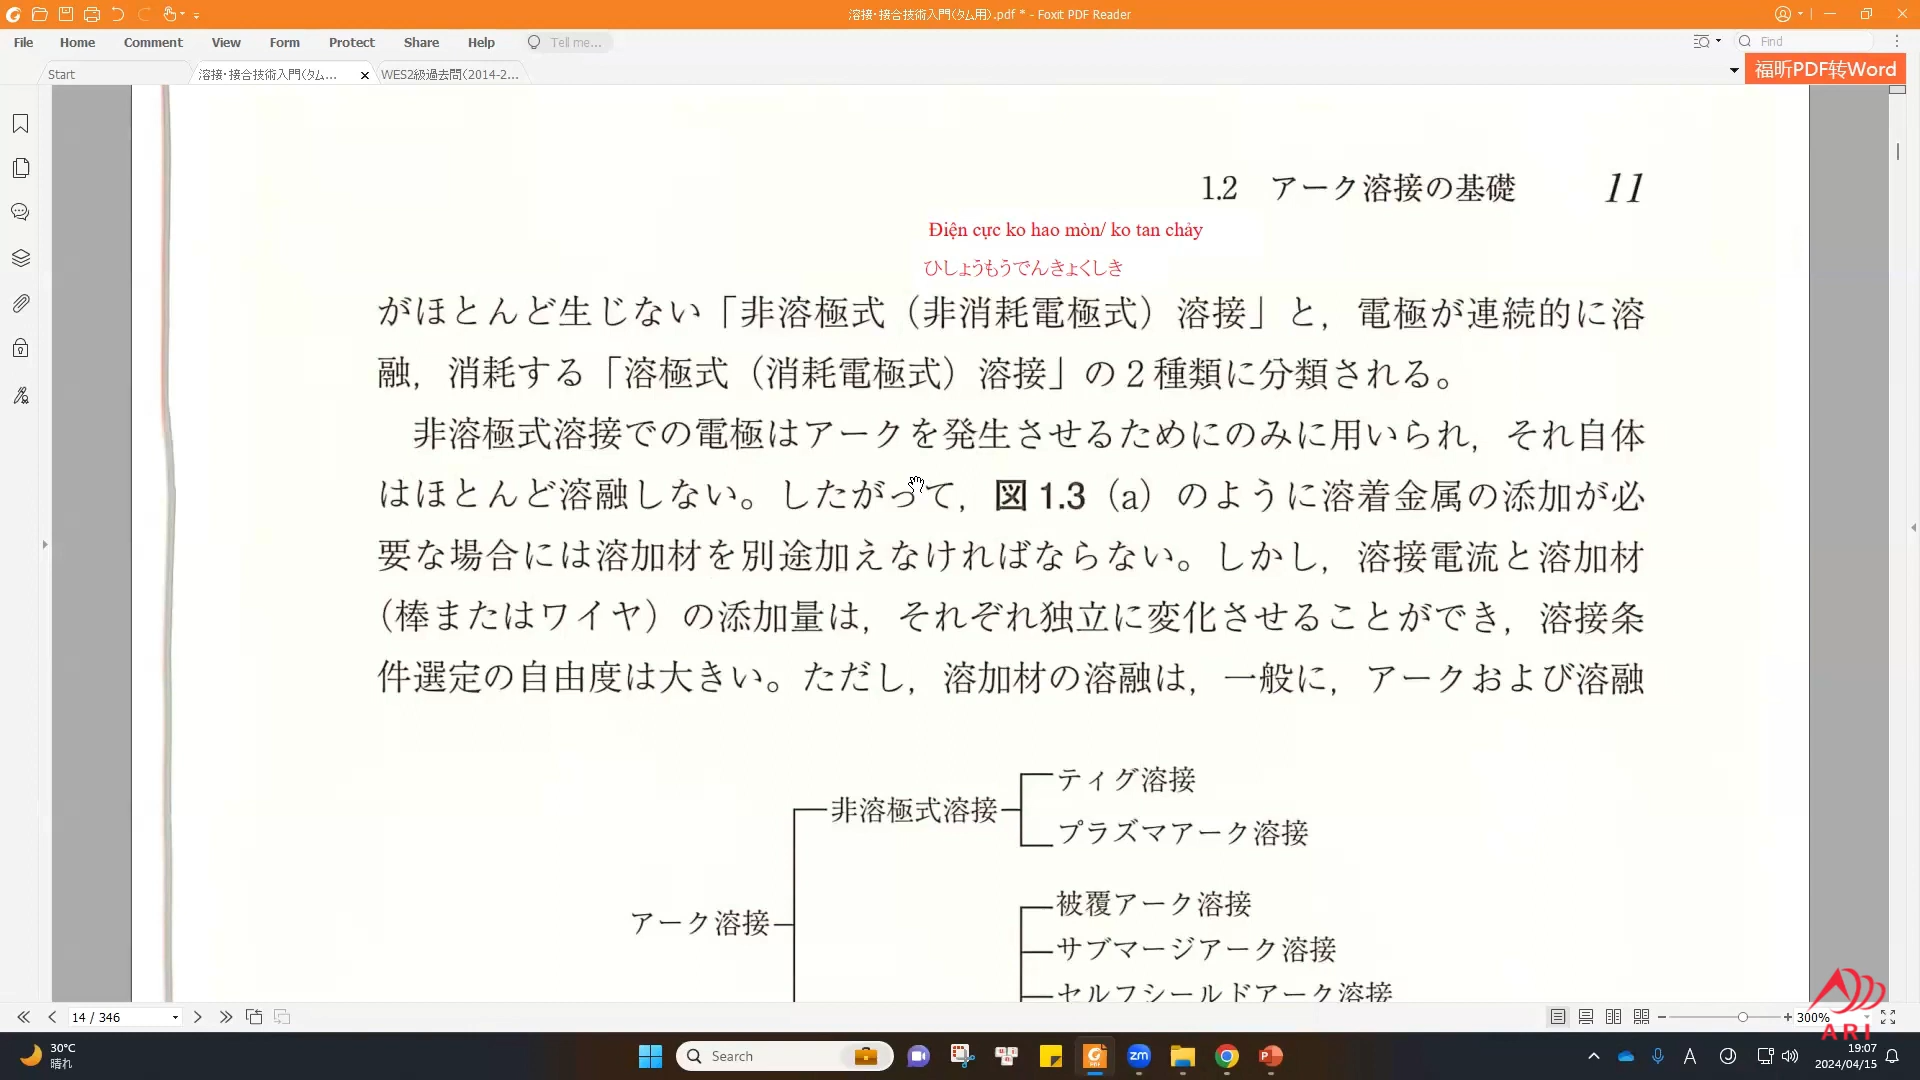 溶接・接合技術入門(タム用).pdf * - Foxit PDF Reader
File Home Comment View Form Protect Share Help Tell me... Find
Start 溶接・接合技術入門(タム... WES2級過去問(2014-2... 福昕PDF转Word
1.2 アーク溶接の基礎 11
Điện cực ko hao mòn/ ko tan chảy
ひしょうもうでんきょくしき
がほとんど生じない「非溶極式（非消耗電極式）溶接」と，電極が連続的に溶
融，消耗する「溶極式（消耗電極式）溶接」の２種類に分類される。
非溶極式溶接での電極はアークを発生させるためにのみに用いられ，それ自体
はほとんど溶融しない。したがって，図 1.3（a）のように溶着金属の添加が必
要な場合には溶加材を別途加えなければならない。しかし，溶接電流と溶加材
（棒またはワイヤ）の添加量は，それぞれ独立に変化させることができ，溶接条
件選定の自由度は大きい。ただし，溶加材の溶融は，一般に，アークおよび溶融
ティグ溶接
非溶極式溶接
プラズマアーク溶接
被覆アーク溶接
アーク溶接
サブマージアーク溶接
セルフシールドアーク溶接
14 / 346 300%
ARI
30°C
晴れ
Search
19:07
2024/04/15